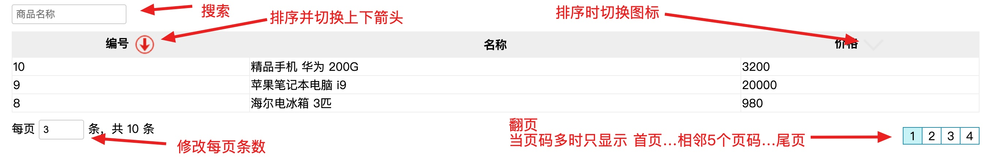 商品名称
搜索
排序并切换上下箭头
排序时切换图标
编号
名称
价格
10
精品手机 华为 200G
3200
9
苹果笔记本电脑 i9
20000
8
海尔电冰箱 3匹
980
每页 3 条，共 10 条
修改每页条数
翻页
当页码多时只显示 首页...相邻5个页码...尾页
1 2 3 4